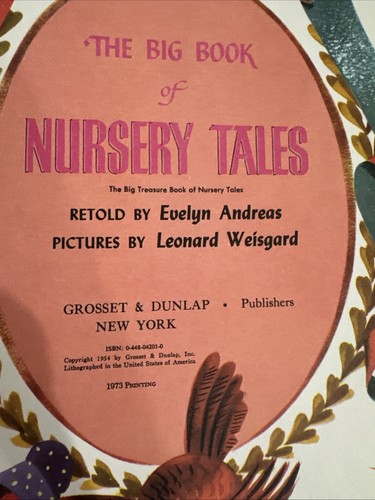 THE BIG BOOK
of
NURSERY TALES
The Big Treasure Book of Nursery Tales
RETOLD BY Evelyn Andreas
PICTURES BY Leonard Weisgard
GROSSET & DUNLAP • Publishers
NEW YORK
ISBN: 0-448-04201-0
Copyright 1954 by Grosset & Dunlap, Inc.
Lithographed in the United States of America
1973 PRINTING